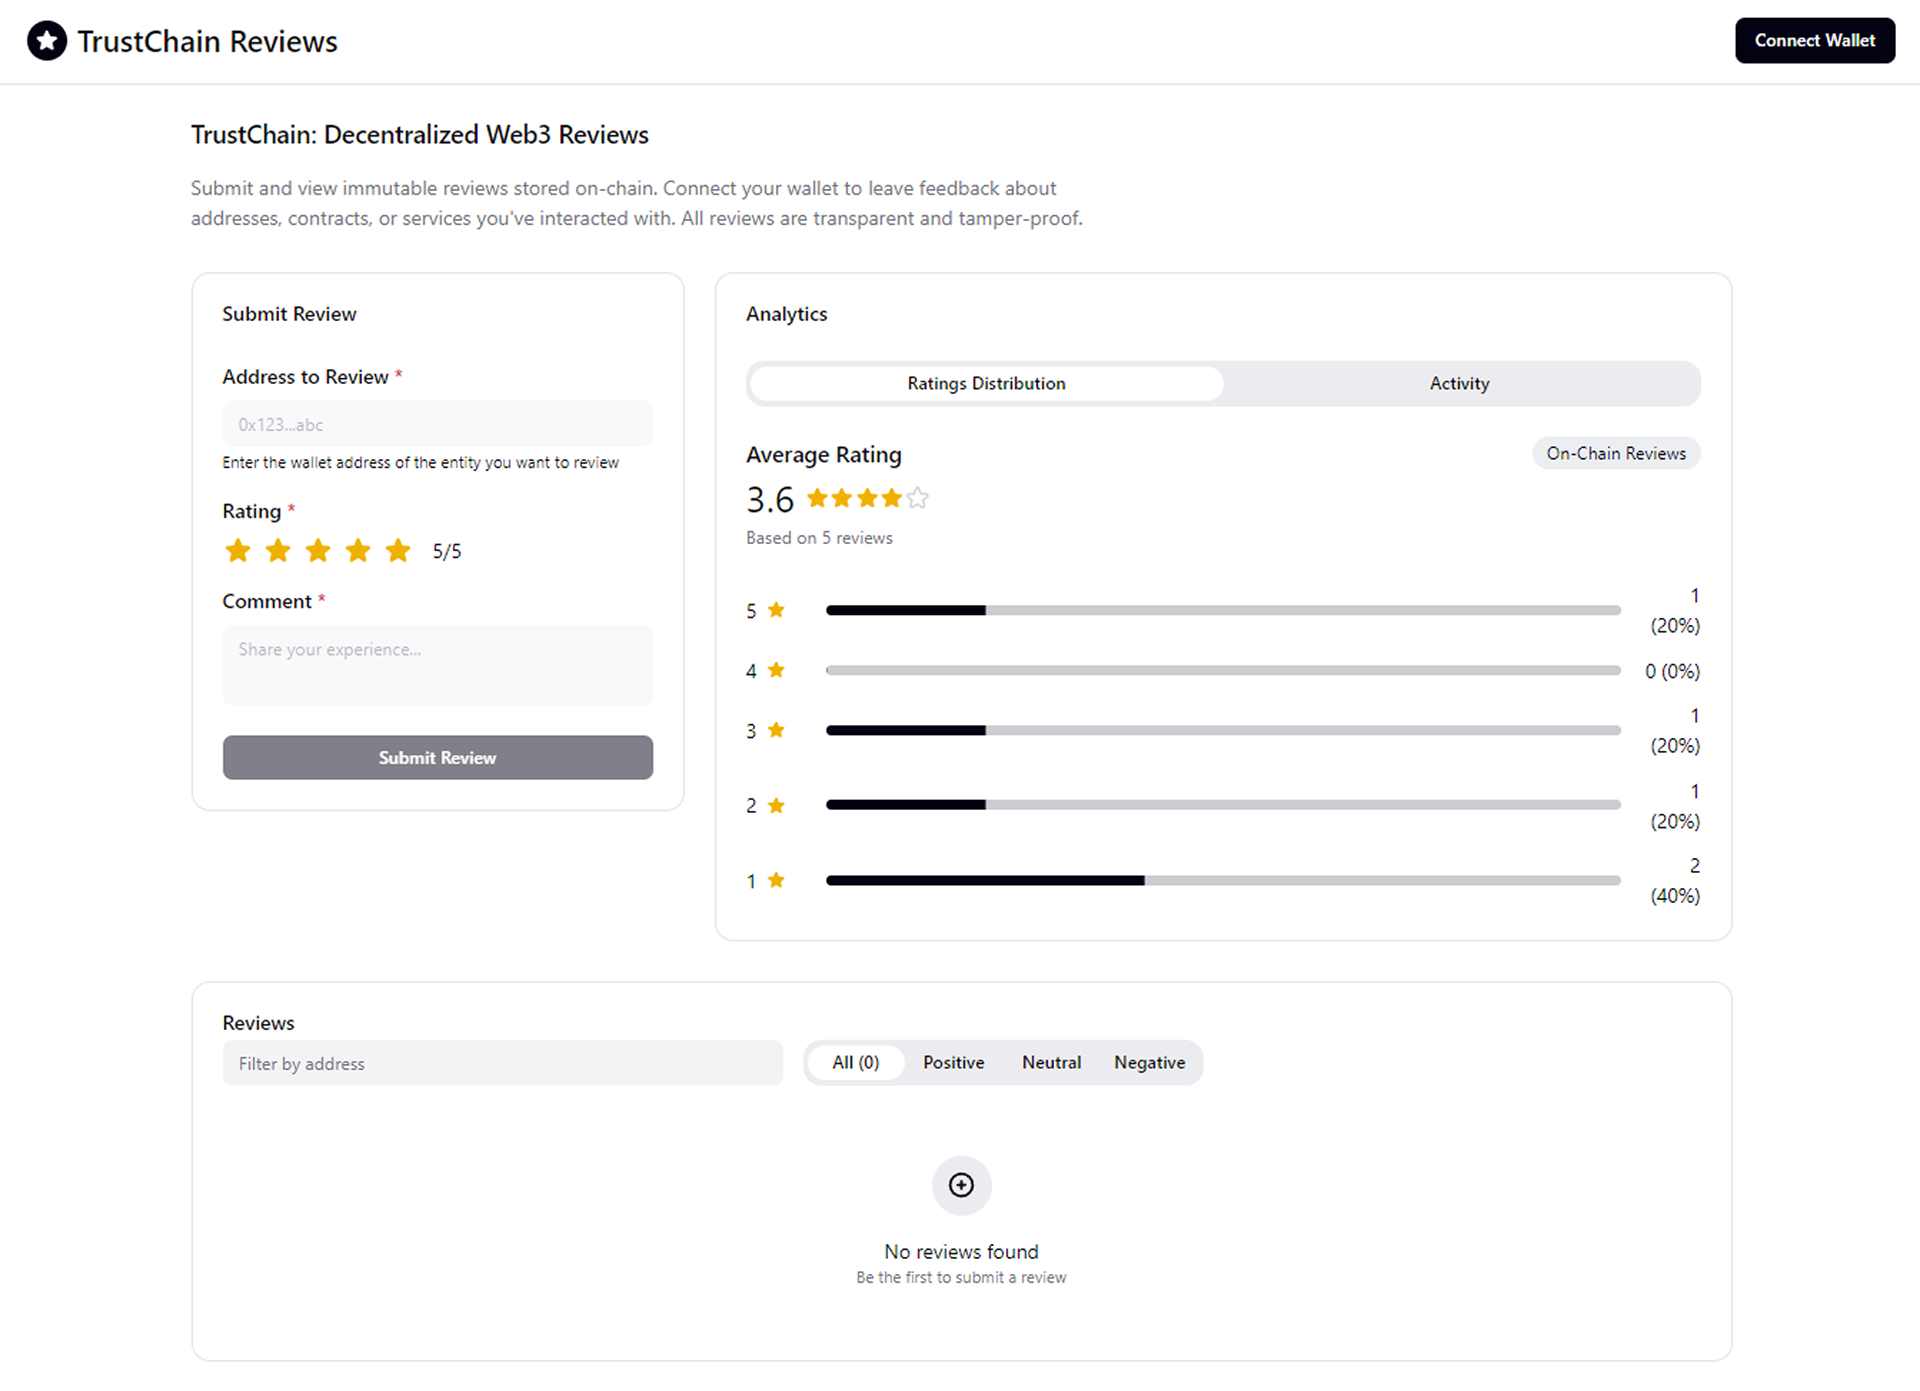 TrustChain Reviews
Connect Wallet
TrustChain: Decentralized Web3 Reviews
Submit and view immutable reviews stored on-chain. Connect your wallet to leave feedback about
addresses, contracts, or services you've interacted with. All reviews are transparent and tamper-proof.
Submit Review
Address to Review *
0x123...abc
Enter the wallet address of the entity you want to review
Rating *
5/5
Comment *
Share your experience...
Submit Review
Analytics
Ratings Distribution
Activity
Average Rating
On-Chain Reviews
3.6
Based on 5 reviews
5
1
(20%)
4
0 (0%)
3
1
(20%)
2
1
(20%)
1
2
(40%)
Reviews
Filter by address
All (0)
Positive
Neutral
Negative
No reviews found
Be the first to submit a review